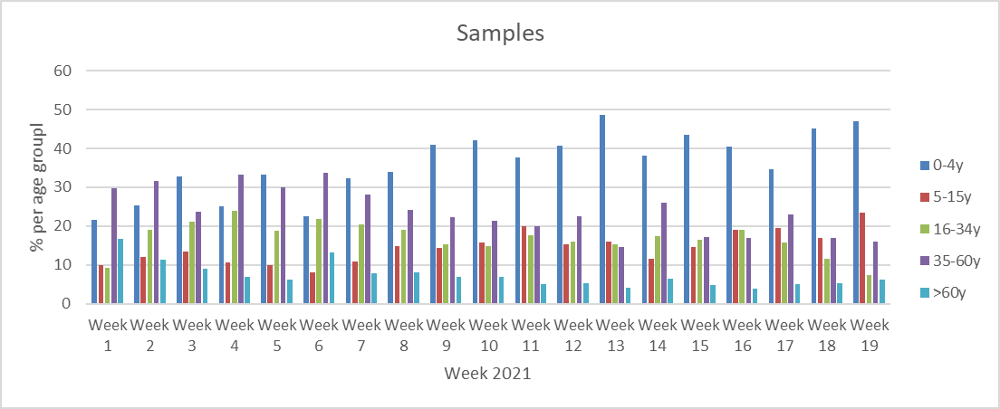 Samples
60
50
40
30
20
10
0
% per age groupl
Week Week Week Week Week Week Week Week Week Week Week Week Week Week Week Week Week Week Week
1 2 3 4 5 6 7 8 9 10 11 12 13 14 15 16 17 18 19
Week 2021
0-4y
5-15y
16-34y
35-60y
>60y